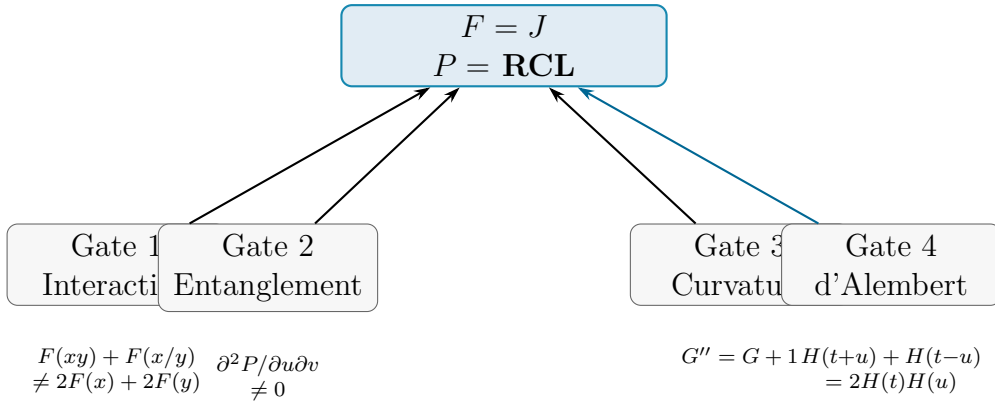 F = J
P = RCL
Gate 1
Interacti
Gate 2
Entanglement
Gate 3
Curvatu
Gate 4
d'Alembert
F(xy) + F(x/y)
≠ 2F(x) + 2F(y)
∂²P/∂u∂v
≠ 0
G′′ = G + 1
H(t+u) + H(t−u)
= 2H(t)H(u)